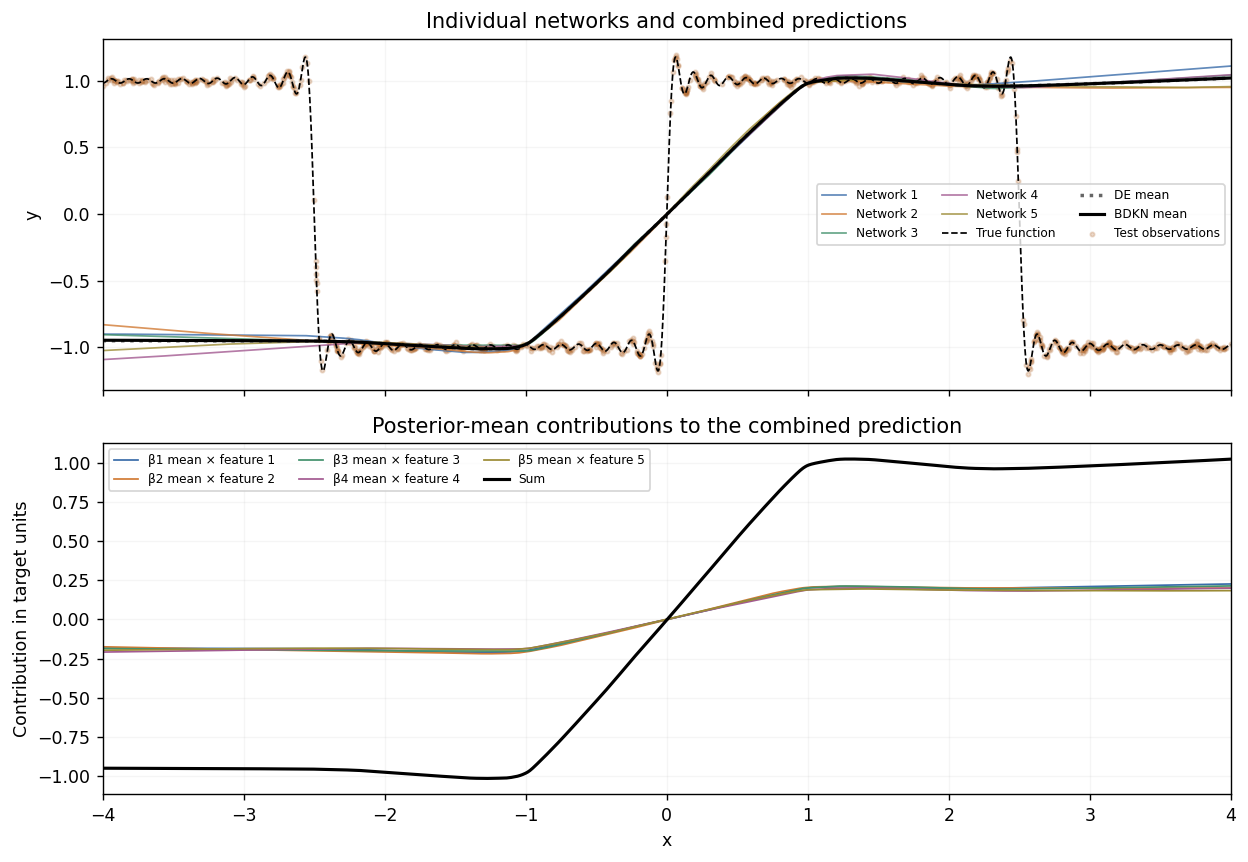 Individual networks and combined predictions
1.0
0.5
0.0
−0.5
−1.0
y
Network 1
Network 2
Network 3
Network 4
Network 5
True function
DE mean
BDKN mean
Test observations
Posterior-mean contributions to the combined prediction
1.00
0.75
0.50
0.25
0.00
−0.25
−0.50
−0.75
−1.00
Contribution in target units
β1 mean × feature 1
β2 mean × feature 2
β3 mean × feature 3
β4 mean × feature 4
β5 mean × feature 5
Sum
−4
−3
−2
−1
0
1
2
3
4
x